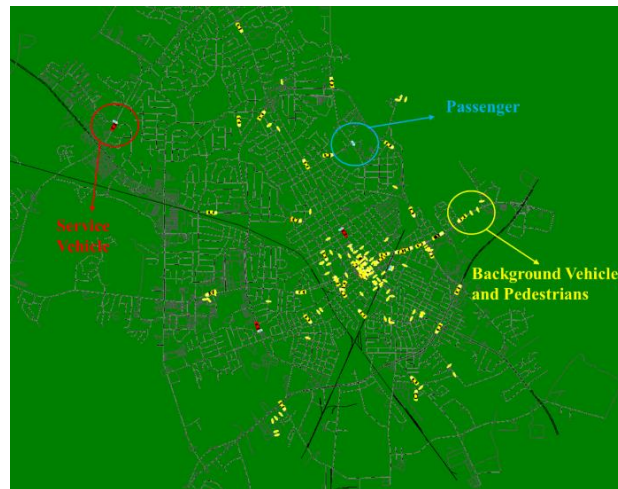 Passenger
Service
Vehicle
Background Vehicle
and Pedestrians